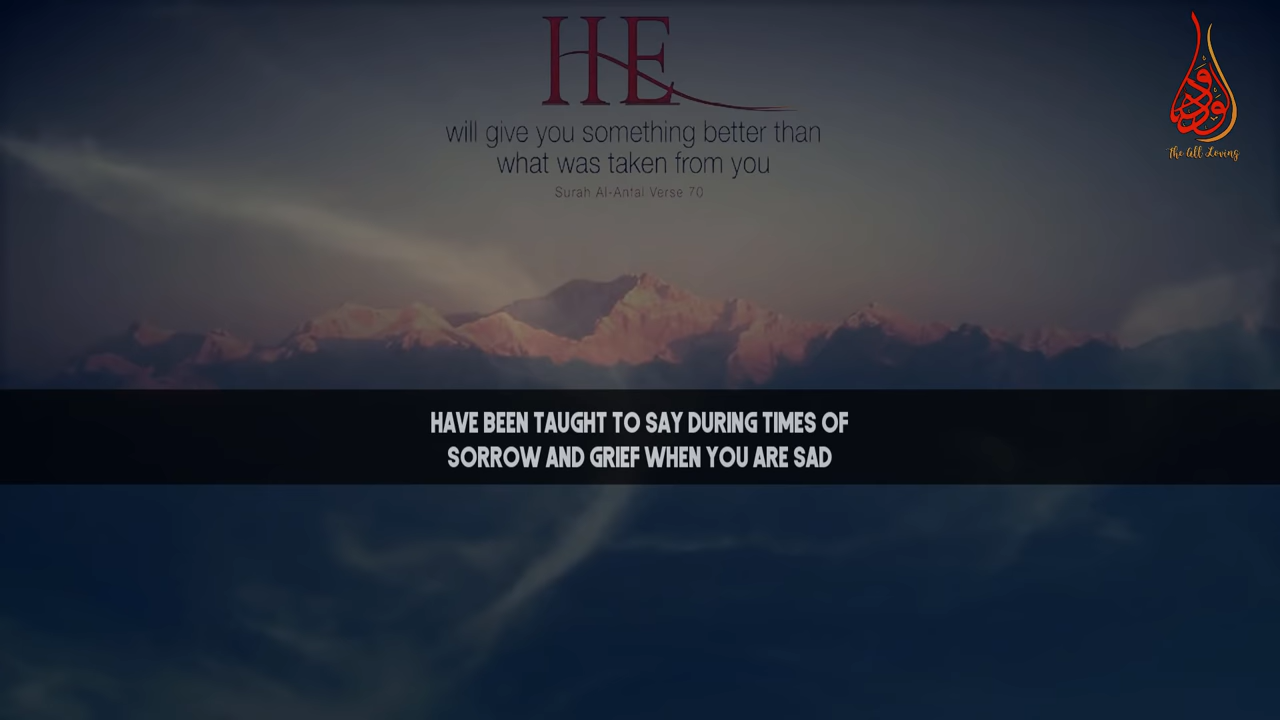 HE
will give you something better than
what was taken from you
Surah Al-Anfal Verse 70
الودود
The All Loving
HAVE BEEN TAUGHT TO SAY DURING TIMES OF
SORROW AND GRIEF WHEN YOU ARE SAD